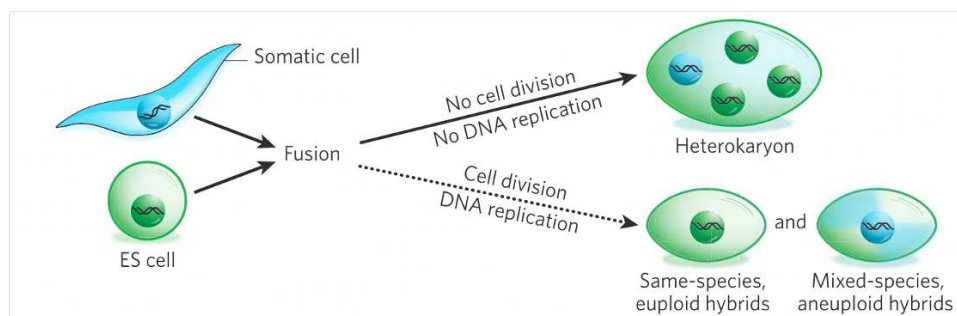 Somatic cell
ES cell
Fusion
No cell division
No DNA replication
Heterokaryon
Cell division
DNA replication
and
Same-species,
euploid hybrids
Mixed-species,
aneuploid hybrids